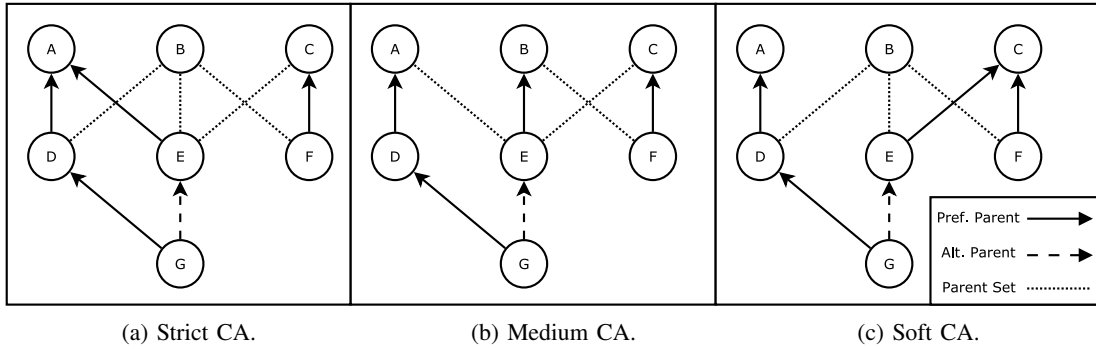 A B C
D E F
G
A B C
D E F
G
A B C
D E F
G
Pref. Parent
Alt. Parent
Parent Set
(a) Strict CA.
(b) Medium CA.
(c) Soft CA.